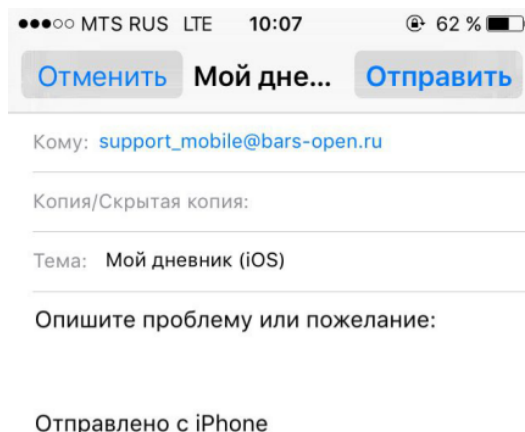 MTS RUS LTE 10:07 62 %
Отменить Мой дне... Отправить
Кому: support_mobile@bars-open.ru
Копия/Скрытая копия:
Тема: Мой дневник (iOS)
Опишите проблему или пожелание:
Отправлено с iPhone